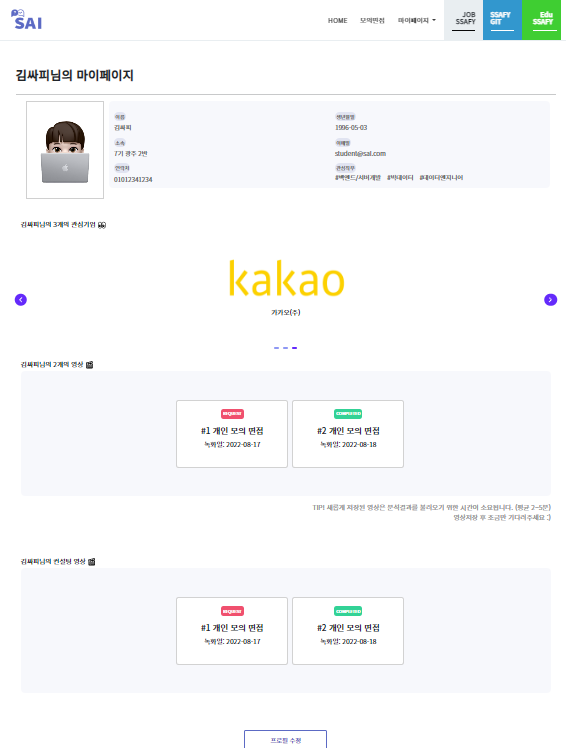 SAI
HOME 모의면접 마이페이지
JOB
SSAFY
SSAFY
GIT
Edu
SSAFY
김싸피님의 마이페이지
이름
김싸피
소속
7기 광주 2반
연락처
01012341234
생년월일
1996-05-03
이메일
student@sai.com
관심직무
#백엔드/서버개발 #빅데이터 #데이터엔지니어
김싸피님의 3개의 관심기업
kakao
카카오(주)
김싸피님의 2개의 영상
REQUEST
#1 개인 모의 면접
녹화일: 2022-08-17
COMPLETED
#2 개인 모의 면접
녹화일: 2022-08-18
TIP! 새롭게 저장된 영상은 분석결과를 불러오기 위한 시간이 소요됩니다. (평균 2~5분)
영상저장 후 조금만 기다려주세요 :)
김싸피님의 컨설팅 영상
REQUEST
#1 개인 모의 면접
녹화일: 2022-08-17
COMPLETED
#2 개인 모의 면접
녹화일: 2022-08-18
프로필 수정